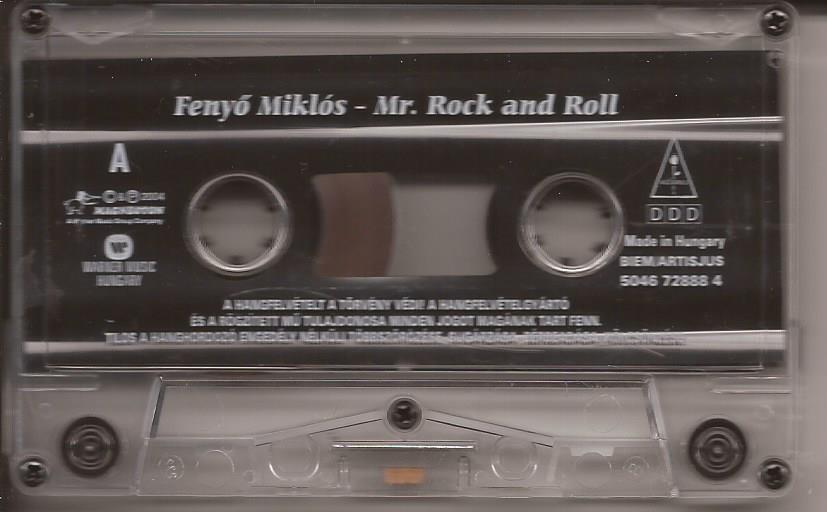 Fenyő Miklós - Mr. Rock and Roll
A
© & ℗ 2004
MAGNEOTON
WARNER MUSIC
HUNGARY
DDD
Made in Hungary
BIEM/ARTISJUS
5046 72888 4
A HANGFELVÉTELT A TÖRVÉNY VÉDI! A HANGFELVÉTELGYÁRTÓ
ÉS A RÖGZÍTETT MŰ TULAJDONOSA MINDEN JOGOT MAGÁNAK TART FENN.
TILOS A HANGHORDOZÓ ENGEDÉLY NÉLKÜLI